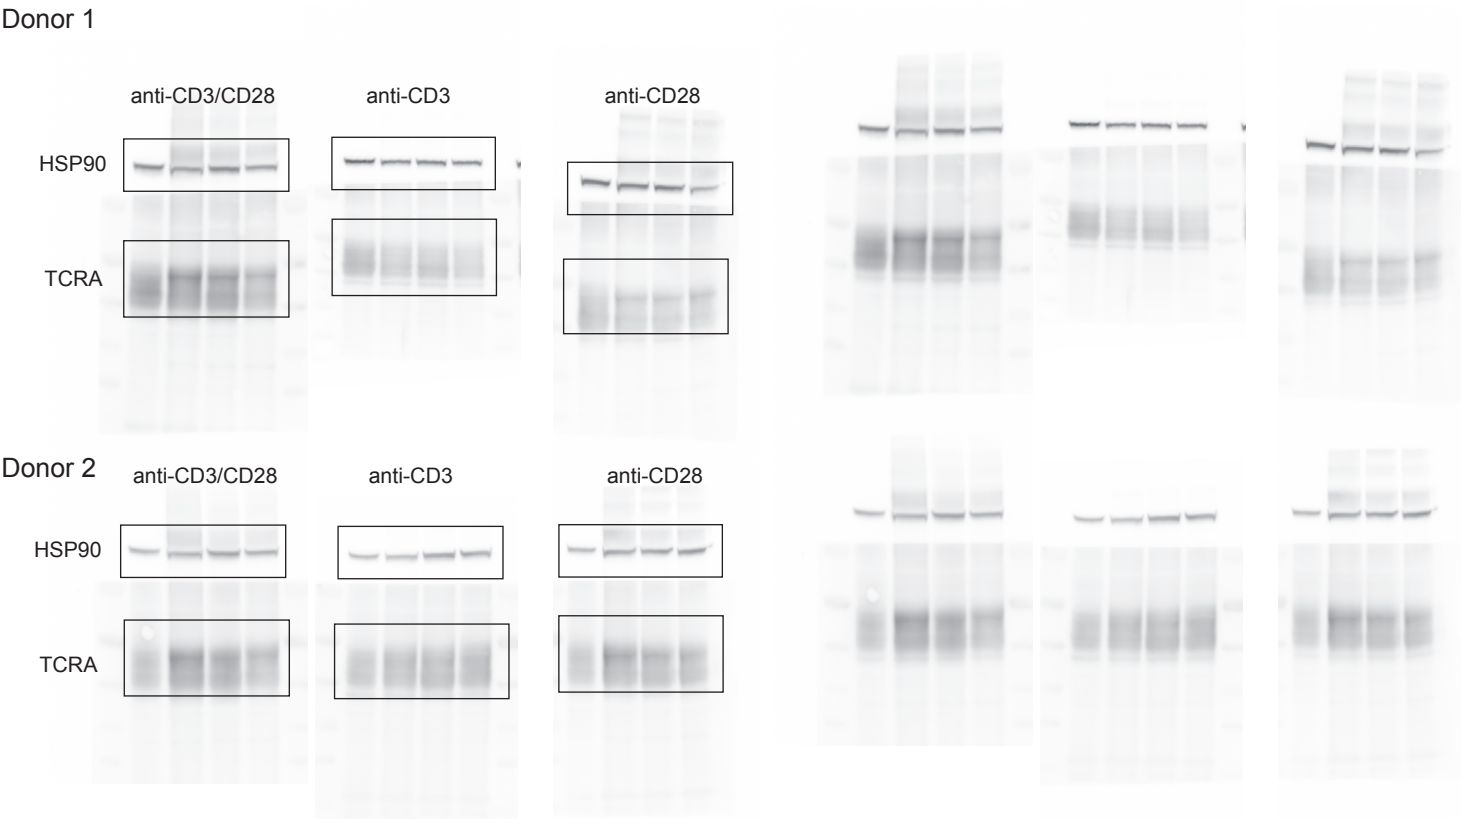 Donor 1
anti-CD3/CD28 anti-CD3 anti-CD28
HSP90
TCRA
Donor 2
anti-CD3/CD28 anti-CD3 anti-CD28
HSP90
TCRA